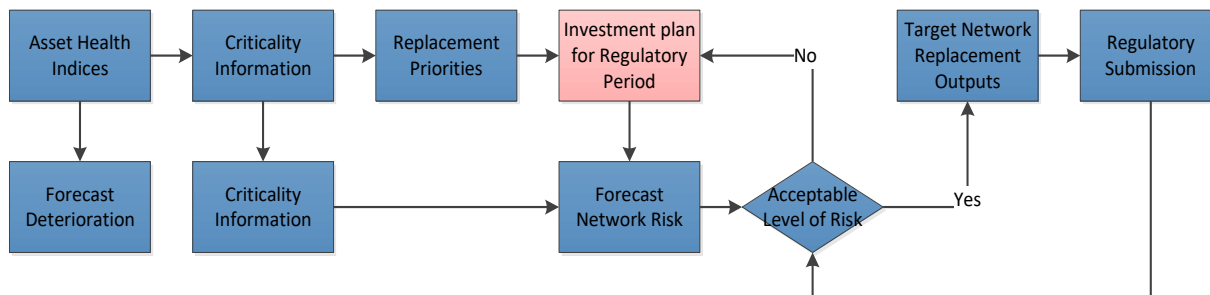 Asset Health
Indices
Criticality
Information
Replacement
Priorities
Investment plan
for Regulatory
Period
No
Target Network
Replacement
Outputs
Regulatory
Submission
Forecast
Deterioration
Criticality
Information
Forecast
Network Risk
Acceptable
Level of Risk
Yes